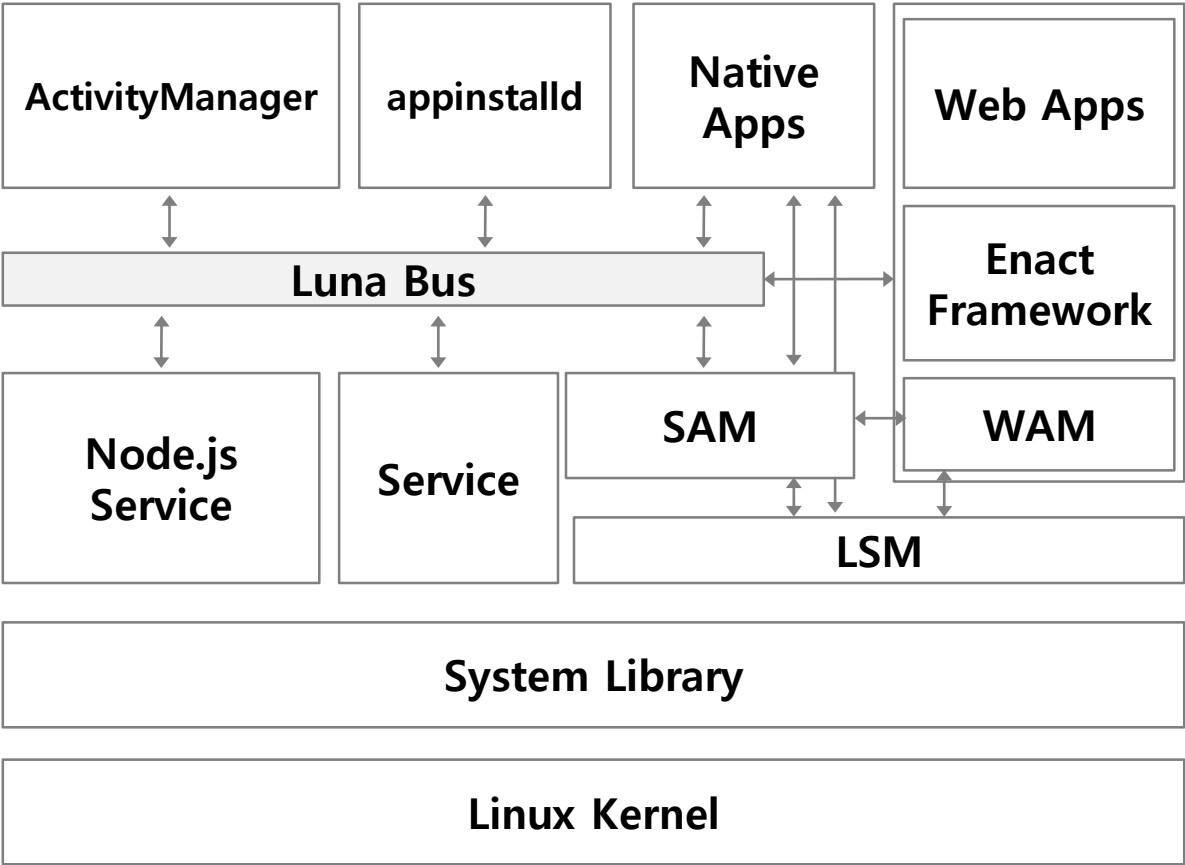 ActivityManager
appinstalld
Native
Apps
Web Apps
Luna Bus
Enact
Framework
Node.js
Service
Service
SAM
WAM
LSM
System Library
Linux Kernel